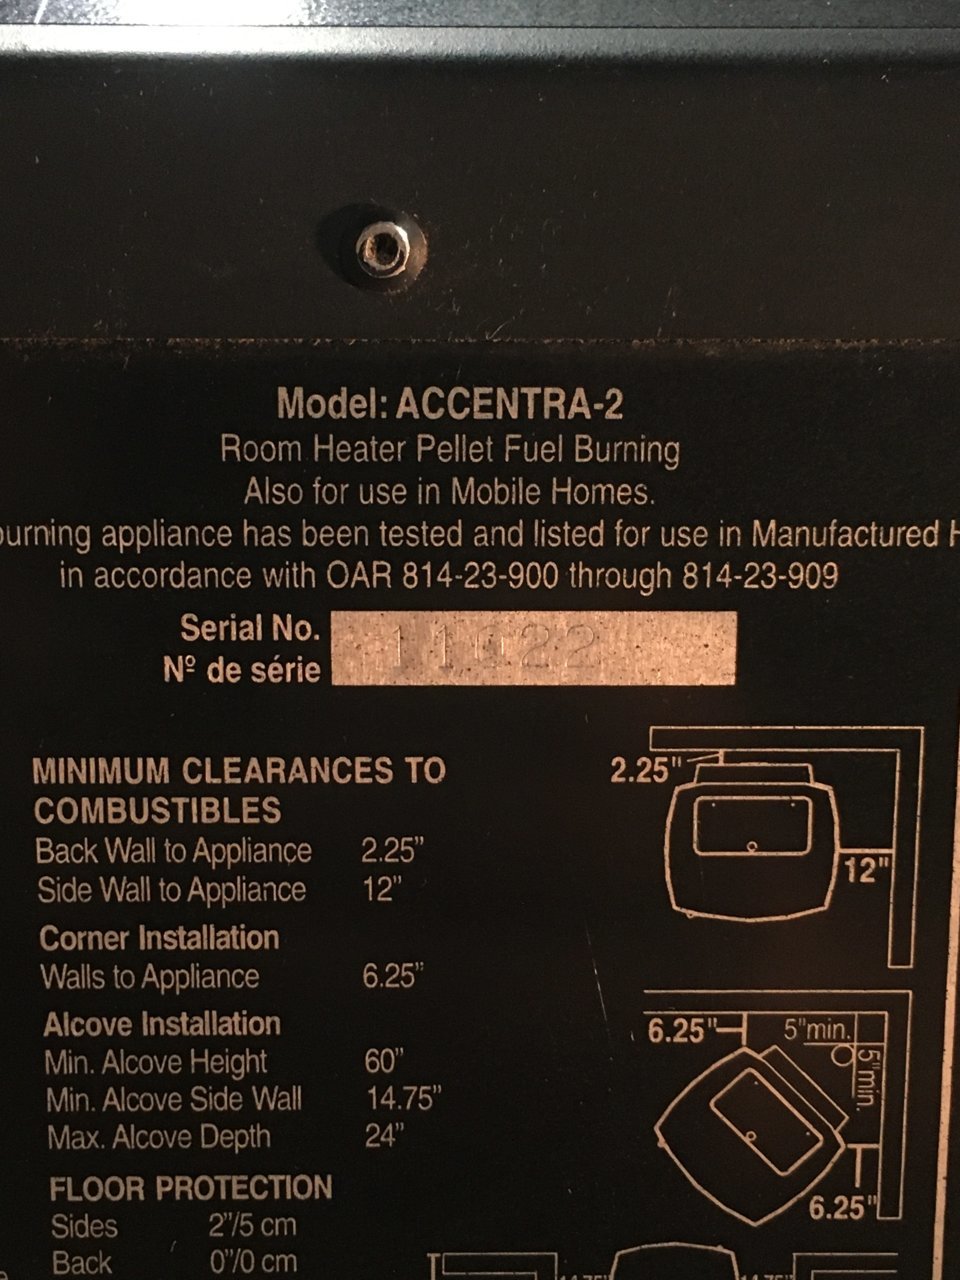 Model: ACCENTRA-2
Room Heater Pellet Fuel Burning
Also for use in Mobile Homes.
burning appliance has been tested and listed for use in Manufactured H
in accordance with OAR 814-23-900 through 814-23-909
Serial No.
Nº de série
MINIMUM CLEARANCES TO
COMBUSTIBLES
Back Wall to Appliance 2.25"
Side Wall to Appliance 12"
Corner Installation
Walls to Appliance 6.25"
Alcove Installation
Min. Alcove Height 60"
Min. Alcove Side Wall 14.75"
Max. Alcove Depth 24"
FLOOR PROTECTION
Sides 2"/5 cm
Back 0"/0 cm
2.25"
12"
6.25"
5"min.
5"min.
6.25"